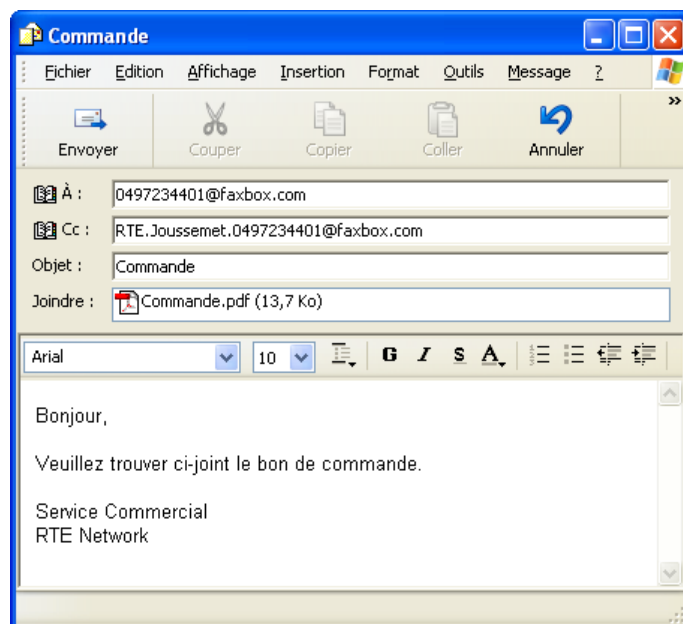 Commande
Fichier Edition Affichage Insertion Format Outils Message ?
Envoyer Couper Copier Coller Annuler »
À : 0497234401@faxbox.com
Cc : RTE.Joussemet.0497234401@faxbox.com
Objet : Commande
Joindre : Commande.pdf (13,7 Ko)
Arial 10 G I S A
Bonjour,
Veuillez trouver ci-joint le bon de commande.
Service Commercial
RTE Network